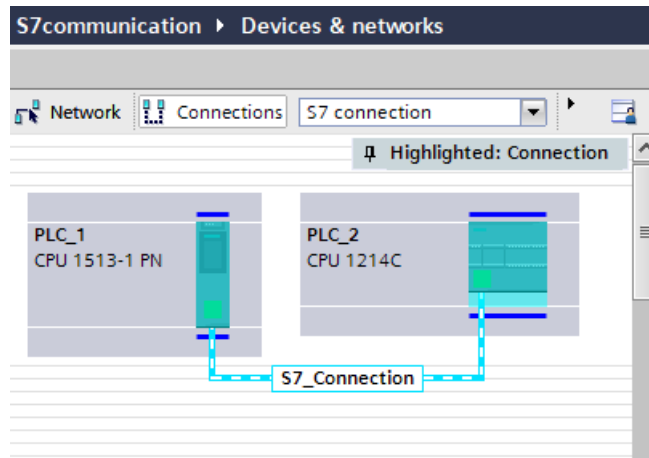 S7communication ▸ Devices & networks
Network Connections S7 connection
Highlighted: Connection
PLC_1
CPU 1513-1 PN
PLC_2
CPU 1214C
S7_Connection